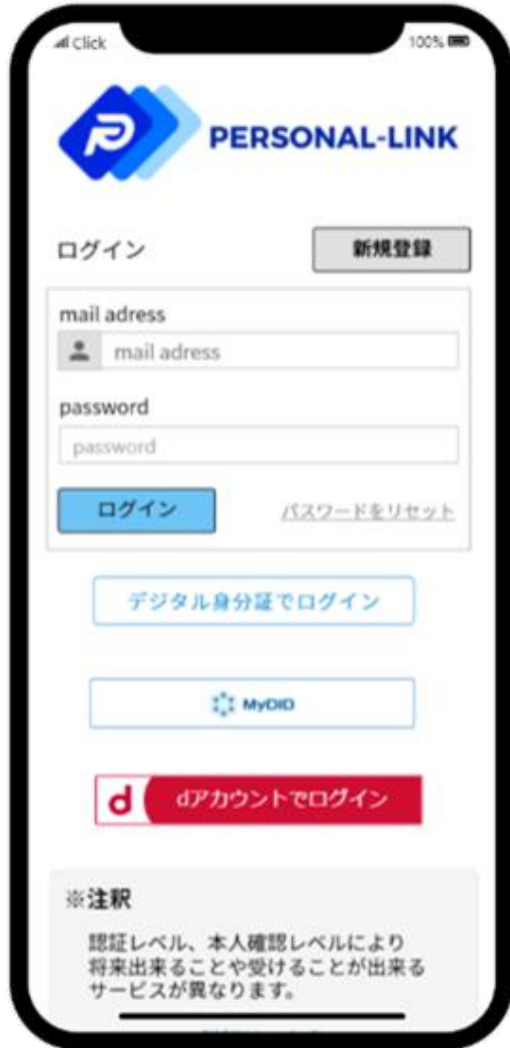 Click 100%
PERSONAL-LINK
ログイン 新規登録
mail adress
mail adress
password
password
ログイン パスワードをリセット
デジタル身分証でログイン
MyDID
d dアカウントでログイン
※注釈
認証レベル、本人確認レベルにより
将来出来ることや受けることが出来る
サービスが異なります。